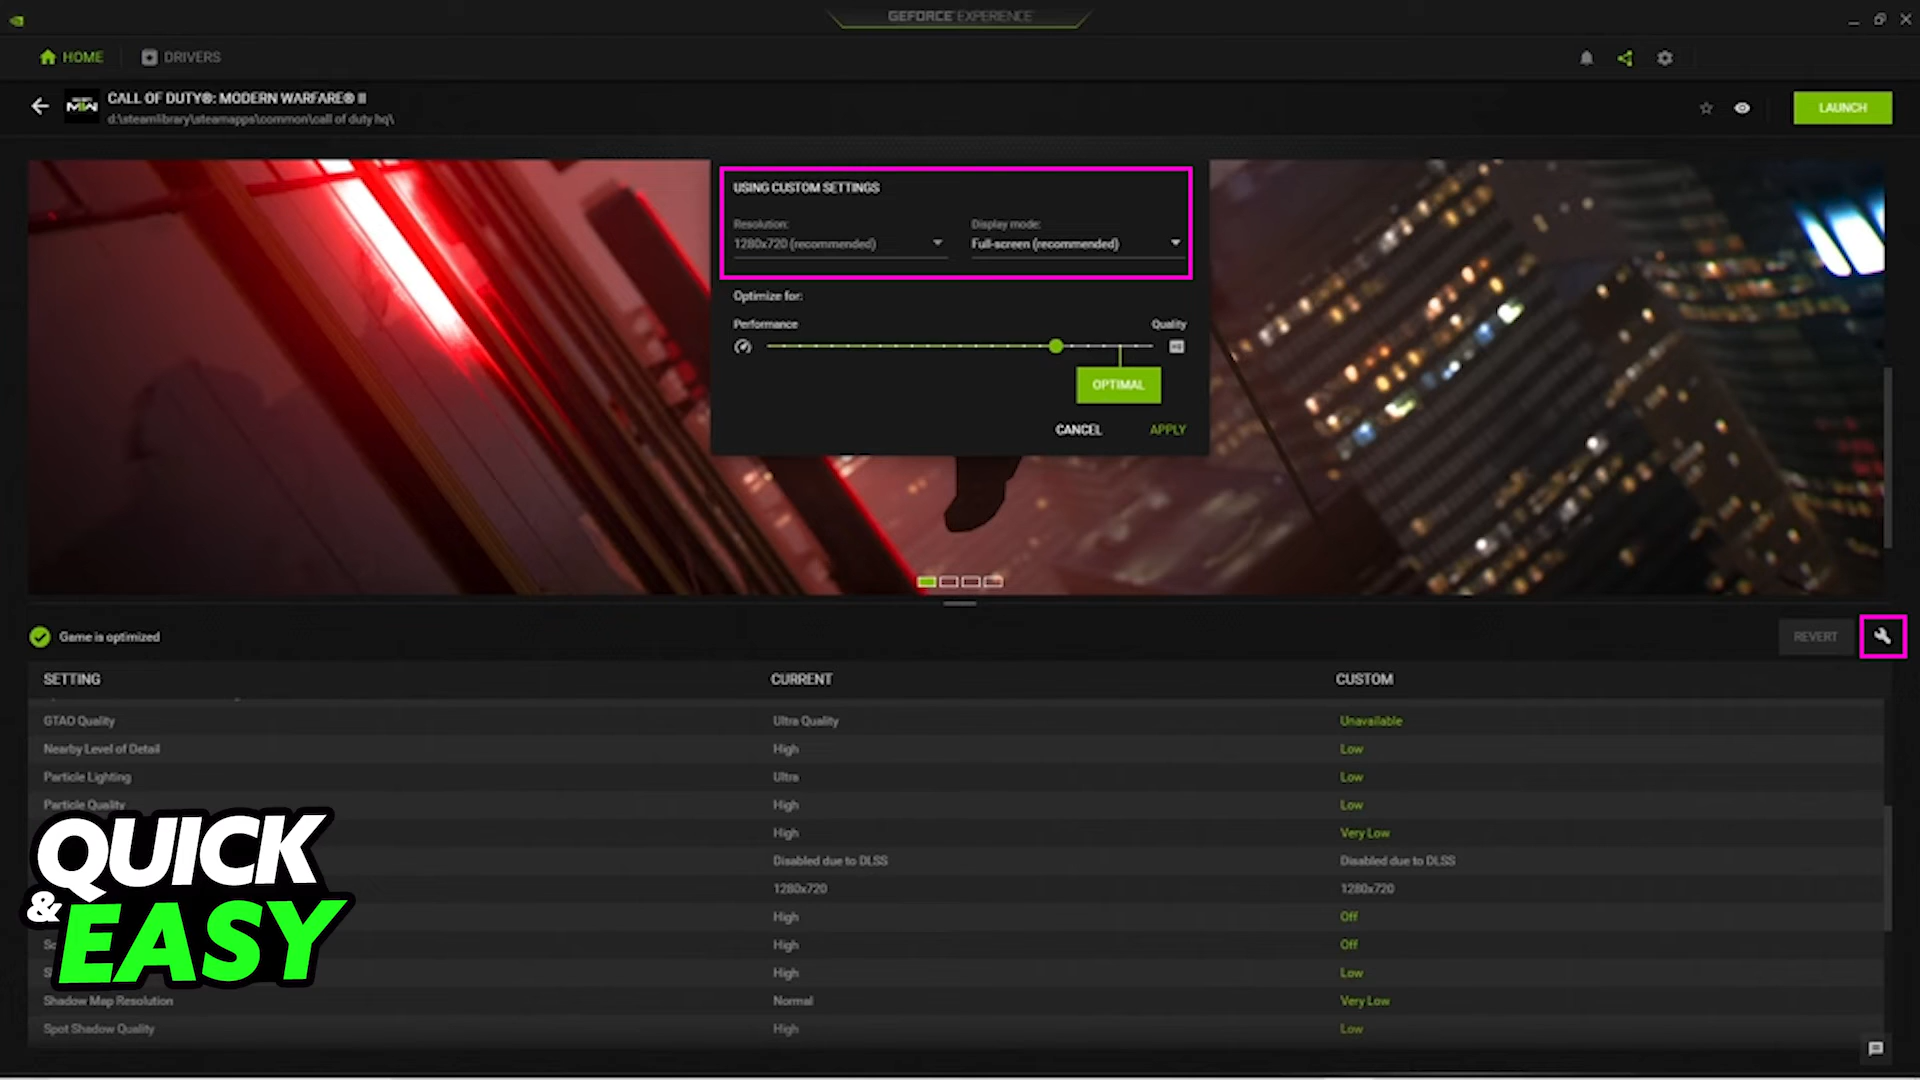 GEFORCE EXPERIENCE
HOME
DRIVERS
CALL OF DUTY®: MODERN WARFARE® II
d:\steamlibrary\steamapps\common\call of duty hq\
LAUNCH
USING CUSTOM SETTINGS
Resolution:
Display mode:
1280x720 (recommended)
Full-screen (recommended)
Optimize for:
Performance
Quality
OPTIMAL
CANCEL
APPLY
Game is optimized
REVERT
SETTING CURRENT CUSTOM
GTAO Quality Ultra Quality Unavailable
Nearby Level of Detail High Low
Particle Lighting Ultra Low
Particle Quality High Low
High Very Low
Disabled due to DLSS Disabled due to DLSS
1280x720 1280x720
High Off
High Off
High Low
Shadow Map Resolution Normal Very Low
Spot Shadow Quality High Low
QUICK
& EASY